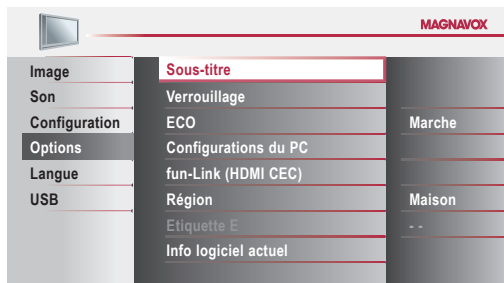 MAGNAVOX
Image
Son
Configuration
Options
Langue
USB
Sous-titre
Verrouillage
ECO Marche
Configurations du PC
fun-Link (HDMI CEC)
Région Maison
Etiquette E - -
Info logiciel actuel